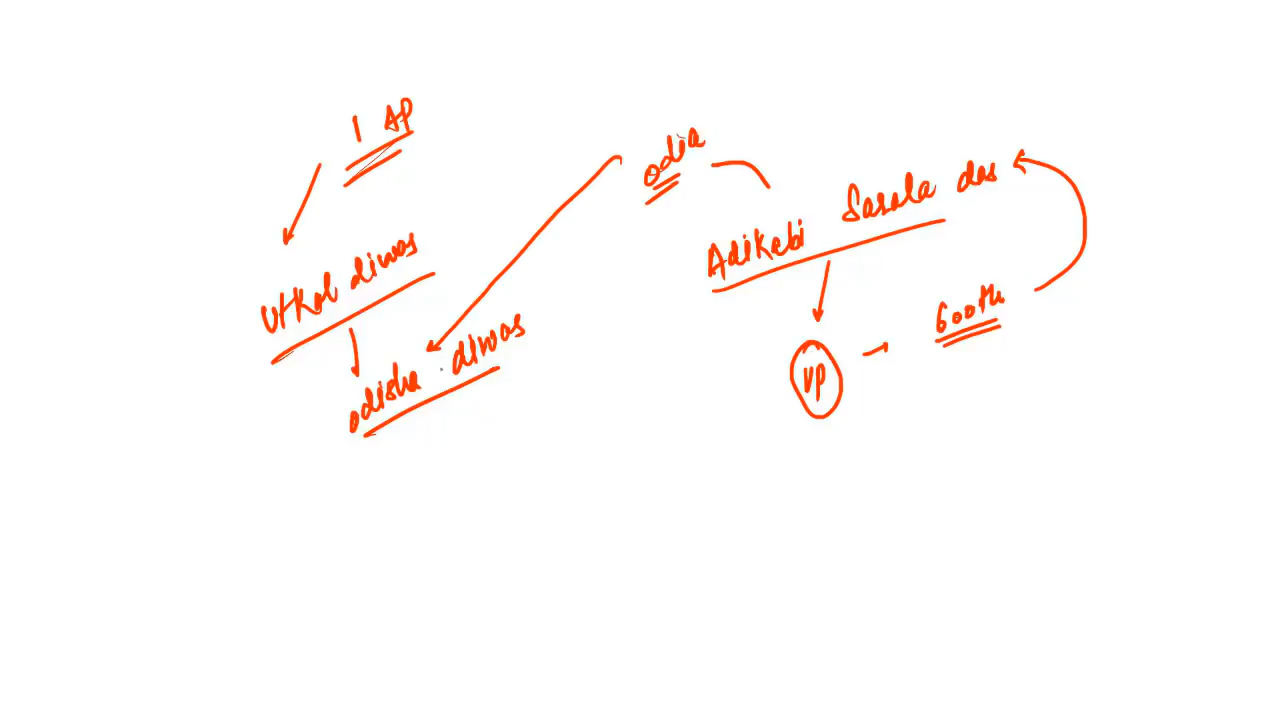 1 AP
Utkal diwas
odisha diwas
odia
Adikabi Sarala das
VP
600th